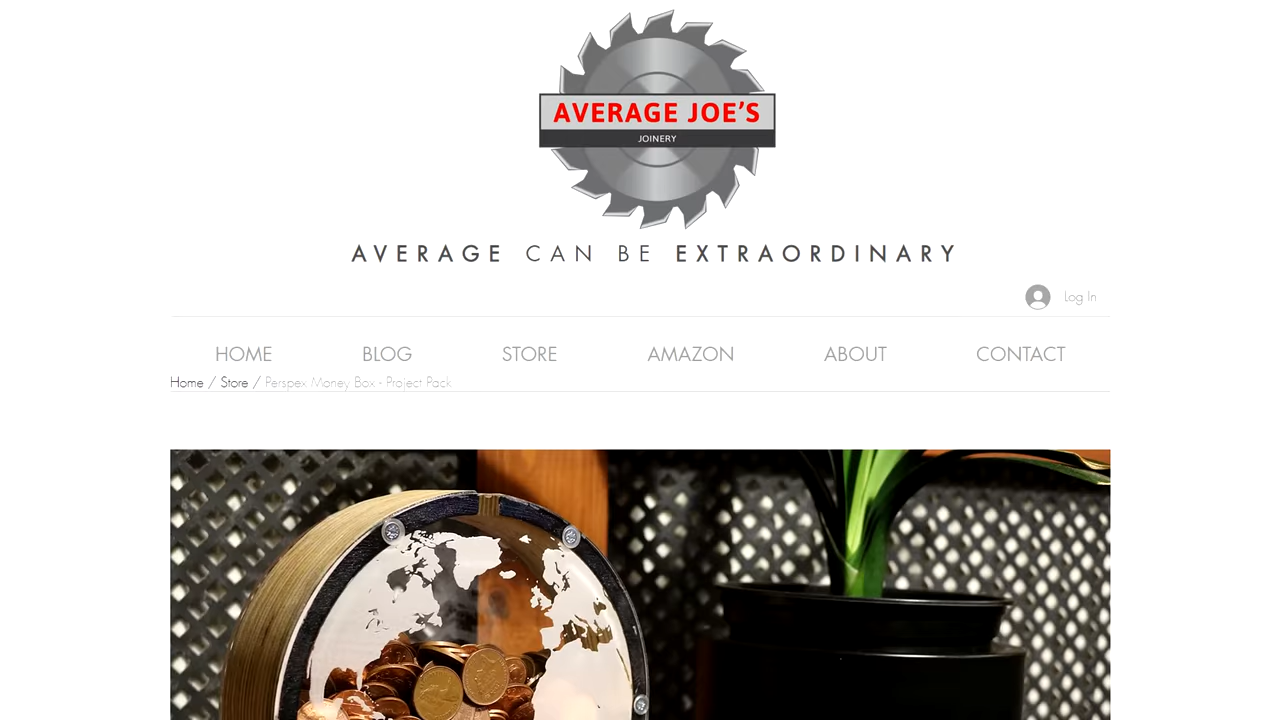 AVERAGE JOE'S
JOINERY
AVERAGE CAN BE EXTRAORDINARY
Log In
HOME BLOG STORE AMAZON ABOUT CONTACT
Home / Store / Perspex Money Box - Project Pack